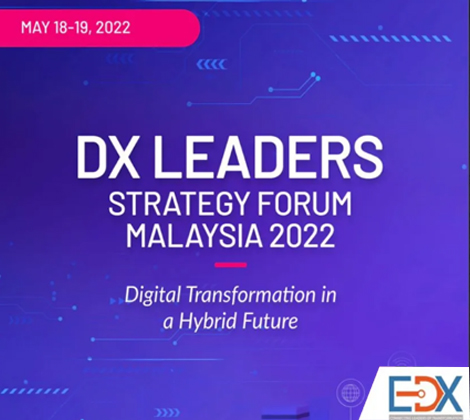 MAY 18-19, 2022
DX LEADERS
STRATEGY FORUM
MALAYSIA 2022
Digital Transformation in
a Hybrid Future
EDX